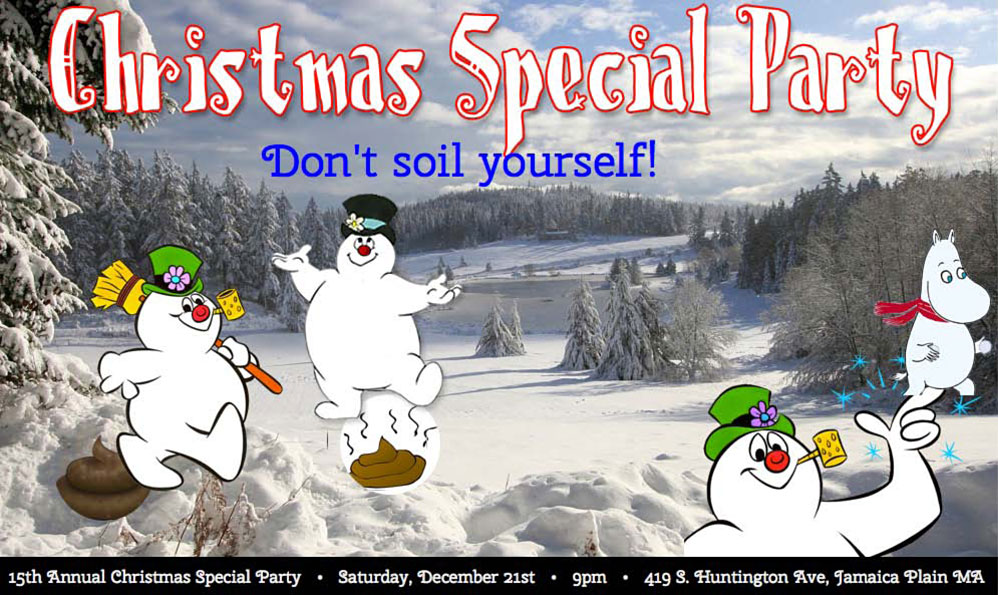 Christmas Special Party
Don't soil yourself!
15th Annual Christmas Special Party • Saturday, December 21st • 9pm • 419 S. Huntington Ave, Jamaica Plain MA